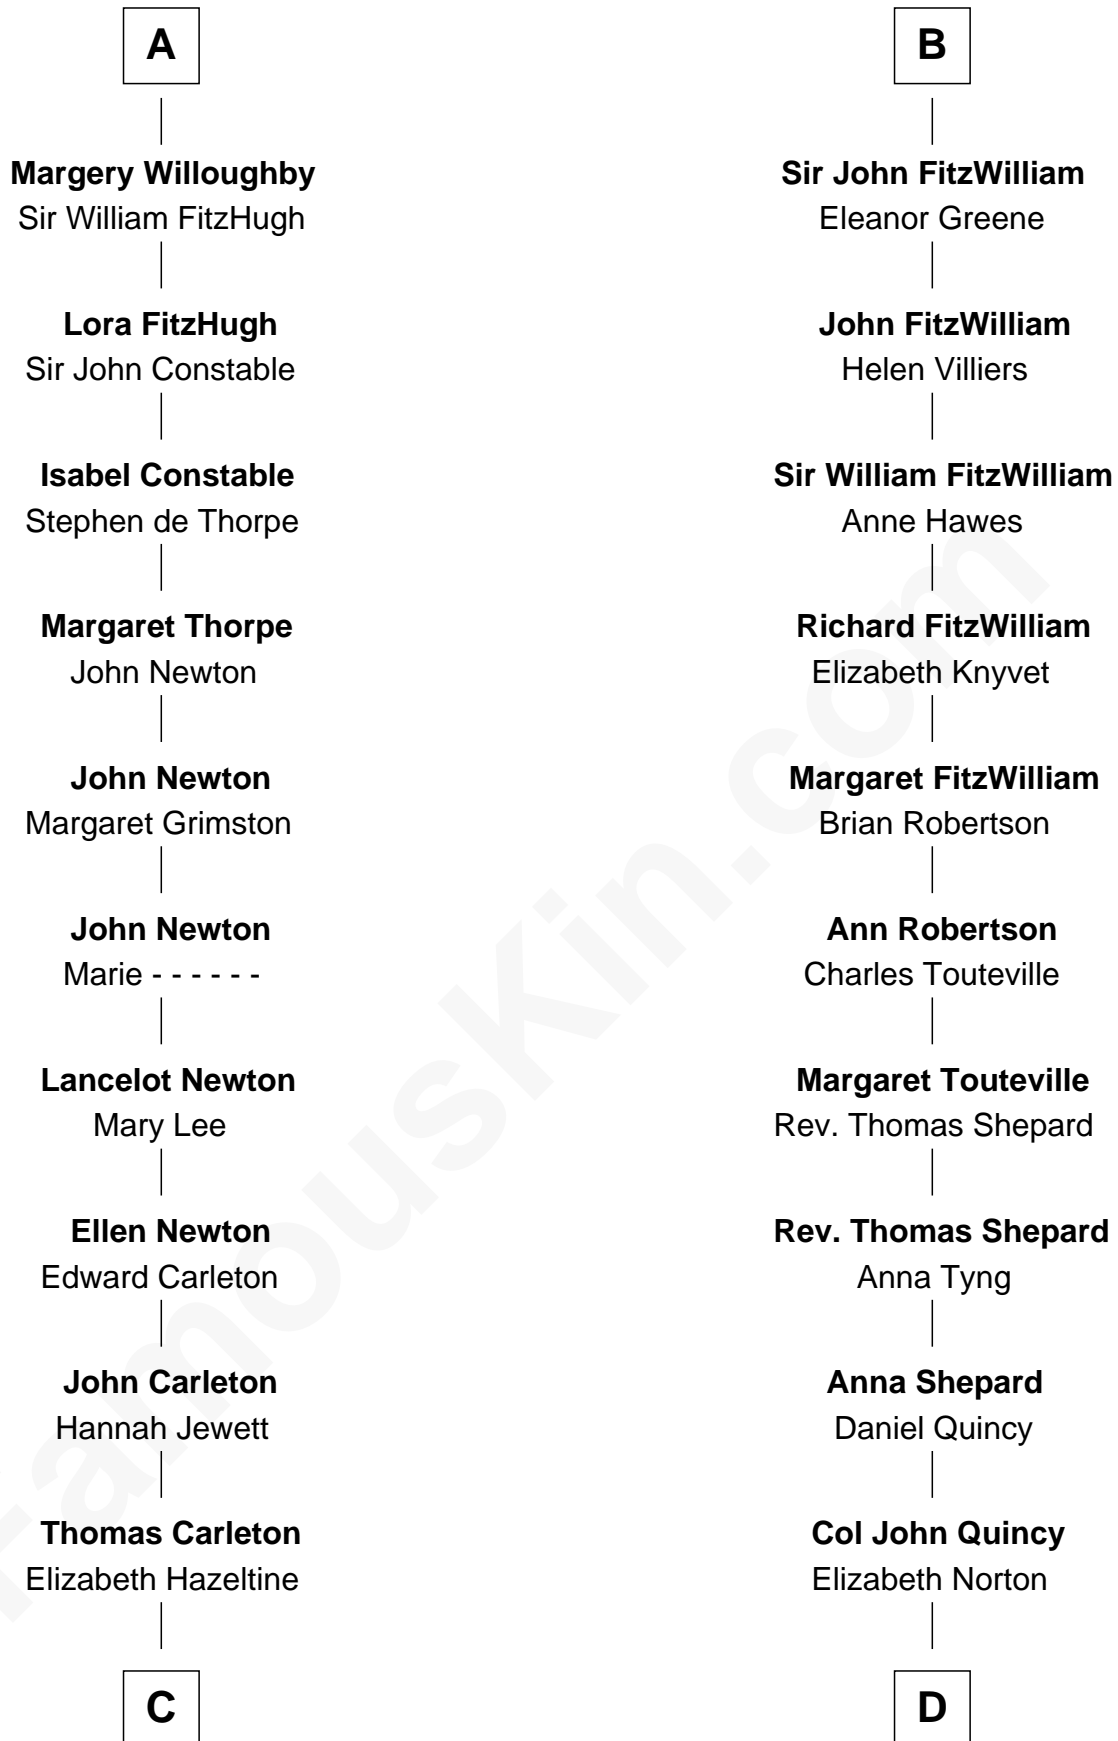 A
Margery Willoughby
Sir William FitzHugh
Lora FitzHugh
Sir John Constable
Isabel Constable
Stephen de Thorpe
Margaret Thorpe
John Newton
John Newton
Margaret Grimston
John Newton
Marie - - - - - -
Lancelot Newton
Mary Lee
Ellen Newton
Edward Carleton
John Carleton
Hannah Jewett
Thomas Carleton
Elizabeth Hazeltine
C
B
Sir John FitzWilliam
Eleanor Greene
John FitzWilliam
Helen Villiers
Sir William FitzWilliam
Anne Hawes
Richard FitzWilliam
Elizabeth Knyvet
Margaret FitzWilliam
Brian Robertson
Ann Robertson
Charles Touteville
Margaret Touteville
Rev. Thomas Shepard
Rev. Thomas Shepard
Anna Tyng
Anna Shepard
Daniel Quincy
Col John Quincy
Elizabeth Norton
D
FamousKin.com